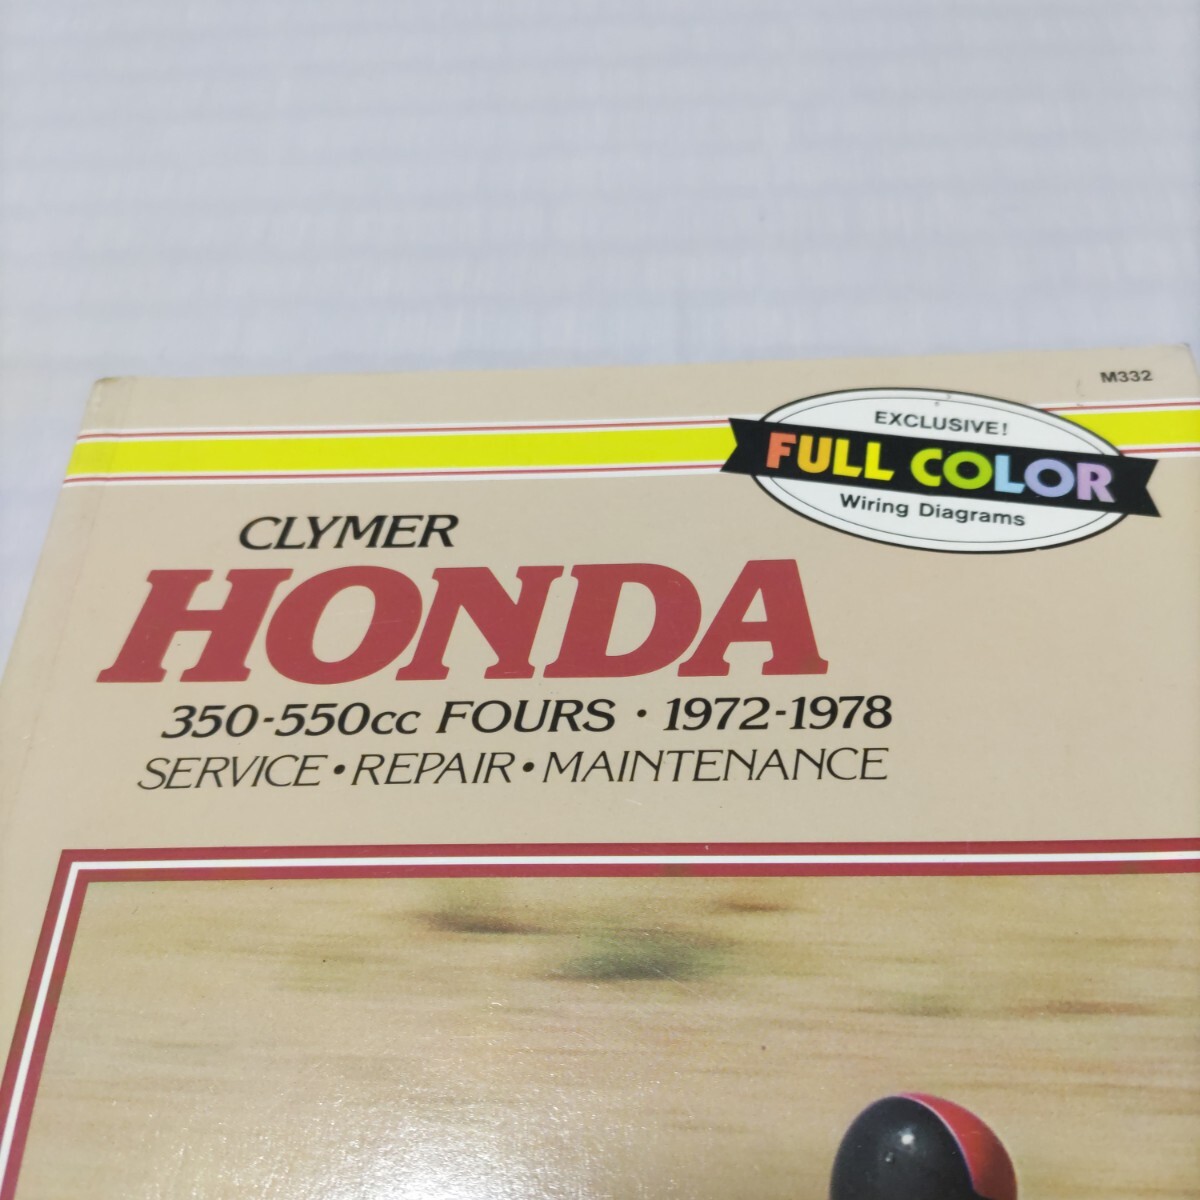 M332
EXCLUSIVE!
FULL COLOR
Wiring Diagrams
CLYMER
HONDA
350-550cc FOURS · 1972-1978
SERVICE • REPAIR • MAINTENANCE